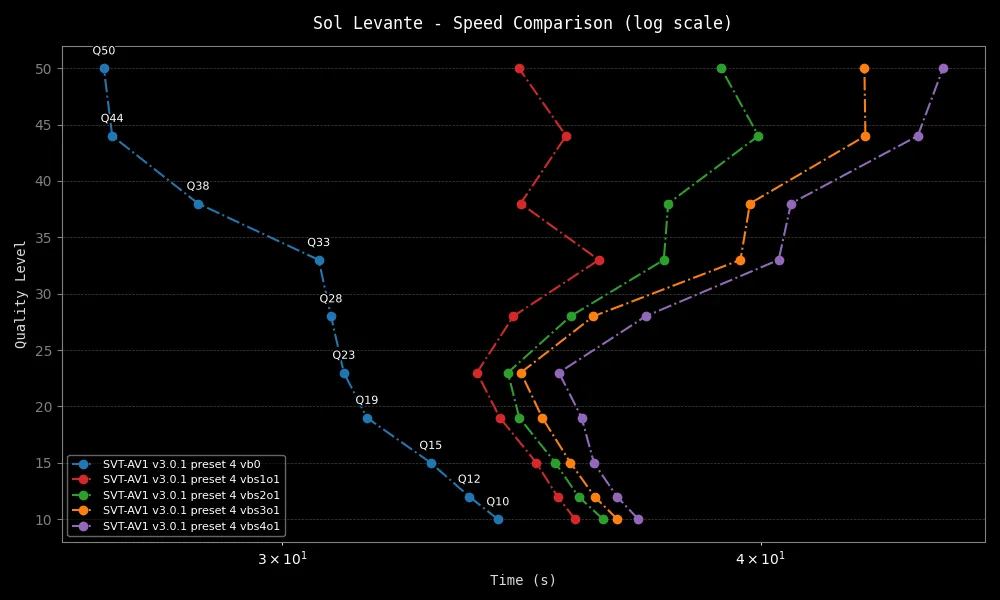 Sol Levante - Speed Comparison (log scale)
Q50
50
45
Q44
40
Q38
35
Q33
30
Q28
25
Q23
20
Q19
15
Q15
Q12
10
Q10
Quality Level
SVT-AV1 v3.0.1 preset 4 vb0
SVT-AV1 v3.0.1 preset 4 vbs1o1
SVT-AV1 v3.0.1 preset 4 vbs2o1
SVT-AV1 v3.0.1 preset 4 vbs3o1
SVT-AV1 v3.0.1 preset 4 vbs4o1
3 × 10¹
4 × 10¹
Time (s)